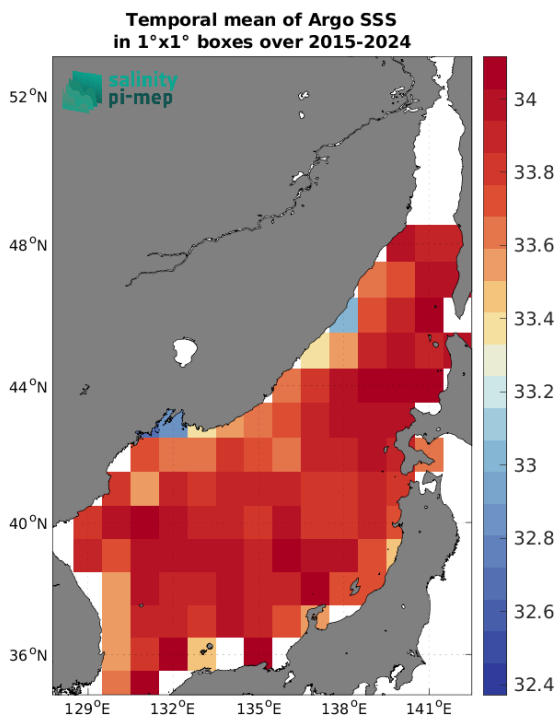 Temporal mean of Argo SSS
in 1°x1° boxes over 2015-2024
salinity
pi-mep
52°N
48°N
44°N
40°N
36°N
129°E
132°E
135°E
138°E
141°E
34
33.8
33.6
33.4
33.2
33
32.8
32.6
32.4